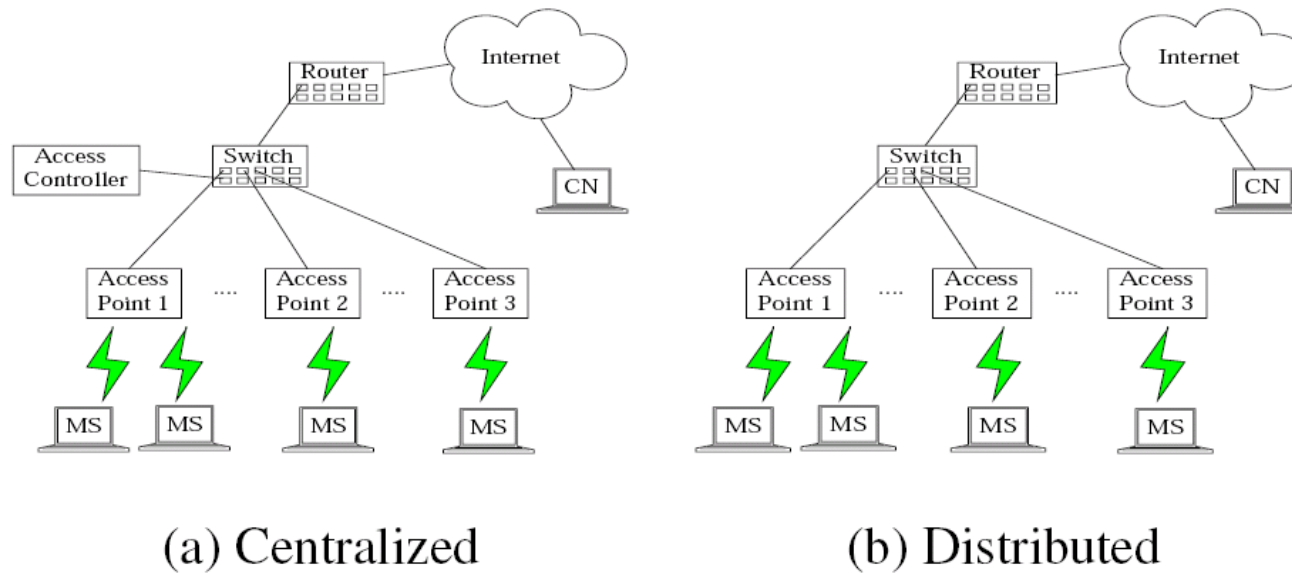 Internet
Router
Switch
Access
Controller
CN
Access
Point 1
....
Access
Point 2
....
Access
Point 3
MS
MS
MS
MS
(a) Centralized
Internet
Router
Switch
CN
Access
Point 1
....
Access
Point 2
....
Access
Point 3
MS
MS
MS
MS
(b) Distributed